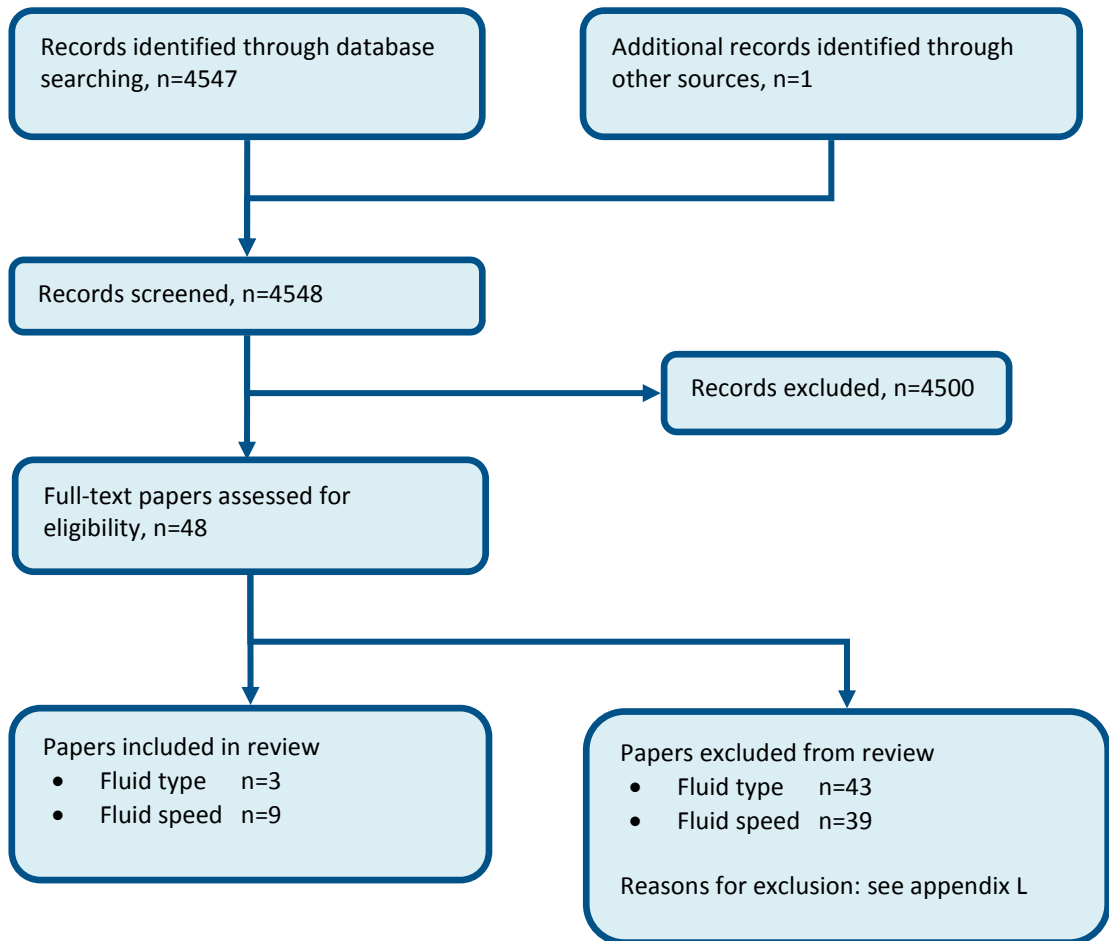 Records identified through database
searching, n=4547
Additional records identified through
other sources, n=1
Records screened, n=4548
Records excluded, n=4500
Full-text papers assessed for
eligibility, n=48
Papers included in review
• Fluid type n=3
• Fluid speed n=9
Papers excluded from review
• Fluid type n=43
• Fluid speed n=39
Reasons for exclusion: see appendix L